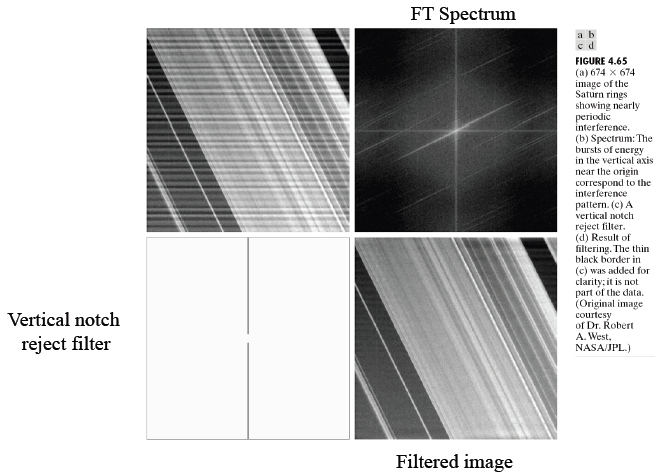 FT Spectrum
a b
c d
FIGURE 4.65
(a) 674 × 674
image of the
Saturn rings
showing nearly
periodic
interference.
(b) Spectrum: The
bursts of energy
in the vertical axis
near the origin
correspond to the
interference
pattern. (c) A
vertical notch
reject filter.
(d) Result of
filtering. The thin
black border in
(c) was added for
clarity; it is not
part of the data.
(Original image
courtesy
of Dr. Robert
A. West,
NASA/JPL.)
Vertical notch
reject filter
Filtered image